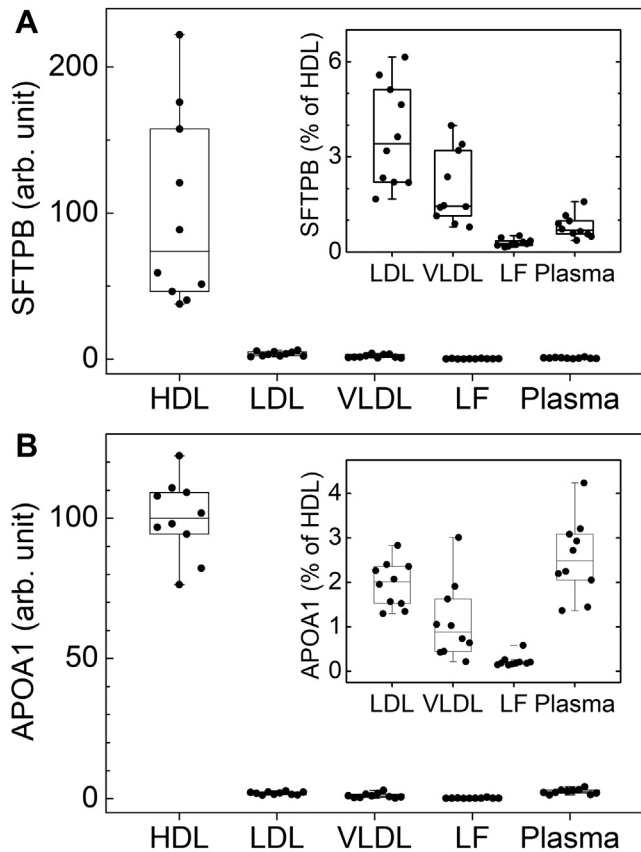 A
SFTPB (arb. unit)
200
100
0
HDL LDL VLDL LF Plasma
SFTPB (% of HDL)
6
3
0
LDL VLDL LF Plasma
B
APOA1 (arb. unit)
100
50
0
HDL LDL VLDL LF Plasma
APOA1 (% of HDL)
4
3
2
1
0
LDL VLDL LF Plasma